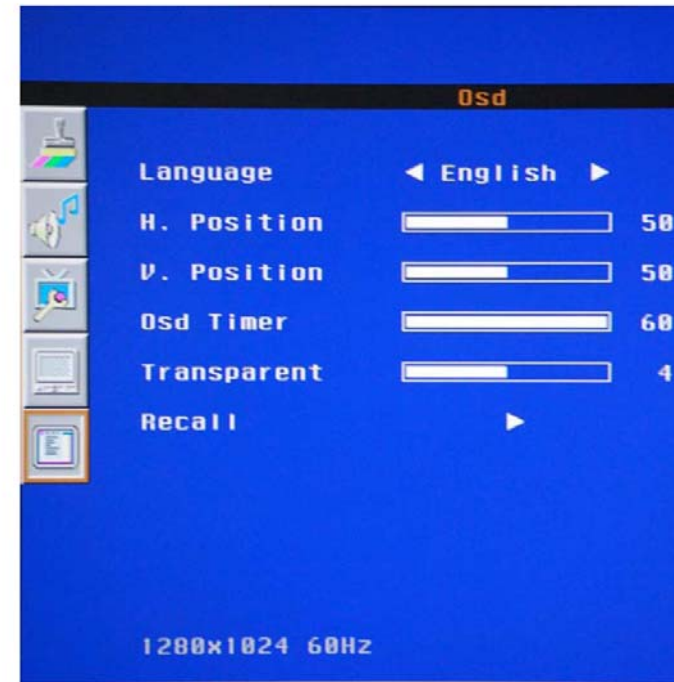 Osd
Language ◀ English ▶
H. Position 50
V. Position 50
Osd Timer 60
Transparent 4
Recall ▶
1280x1024 60Hz